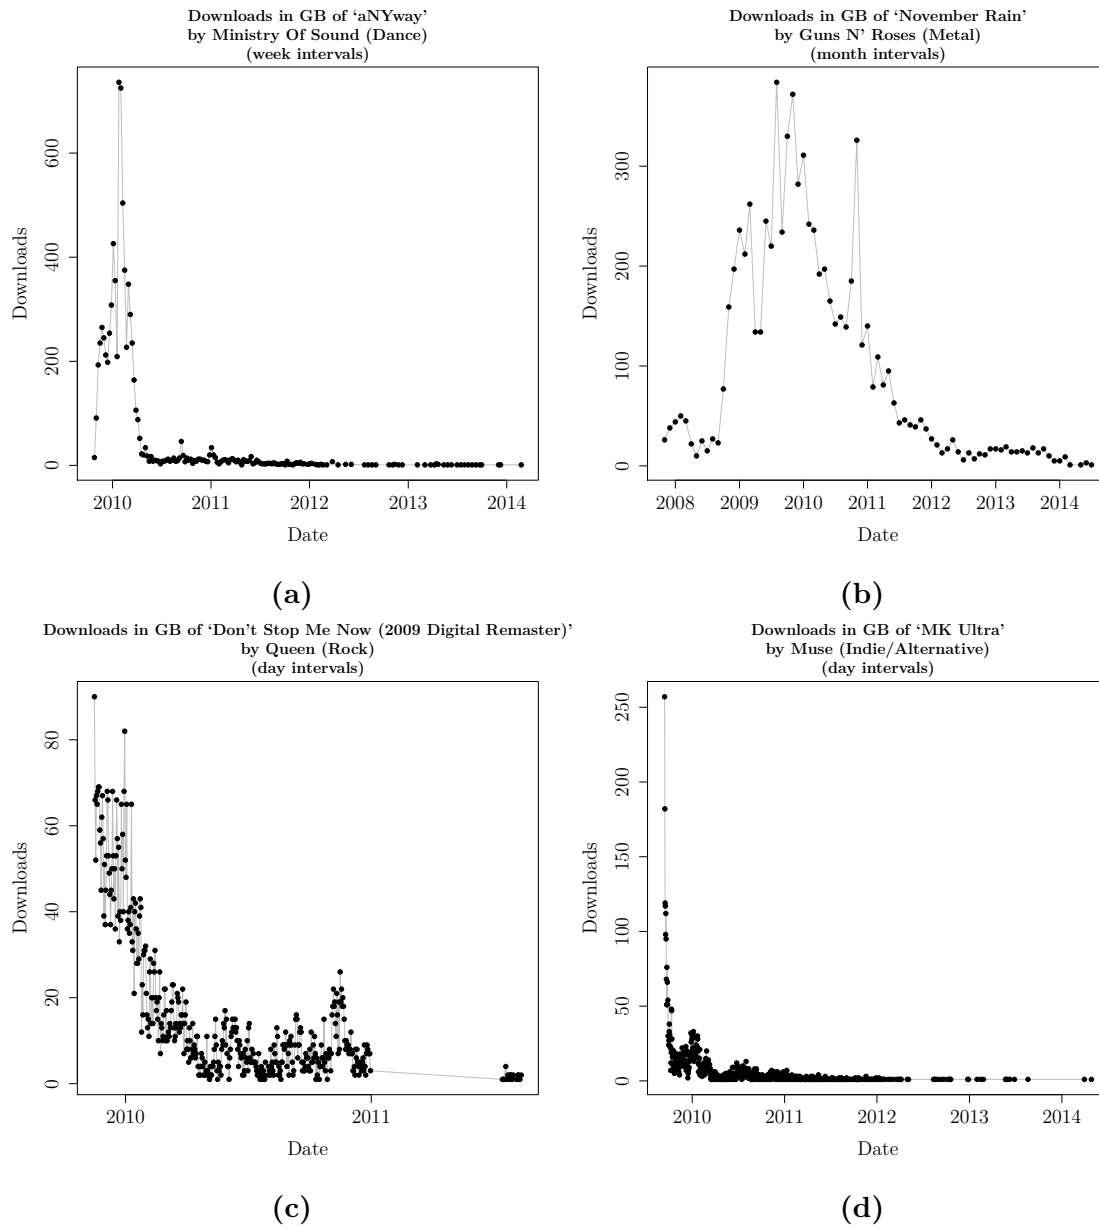 Downloads in GB of ‘aNYway’
by Ministry Of Sound (Dance)
(week intervals)
Downloads
600
400
200
0
2010 2011 2012 2013 2014
Date
(a)
Downloads in GB of ‘November Rain’
by Guns N’ Roses (Metal)
(month intervals)
Downloads
300
200
100
0
2008 2009 2010 2011 2012 2013 2014
Date
(b)
Downloads in GB of ‘Don’t Stop Me Now (2009 Digital Remaster)’
by Queen (Rock)
(day intervals)
Downloads
80
60
40
20
0
2010 2011
Date
(c)
Downloads in GB of ‘MK Ultra’
by Muse (Indie/Alternative)
(day intervals)
Downloads
250
200
150
100
50
0
2010 2011 2012 2013 2014
Date
(d)